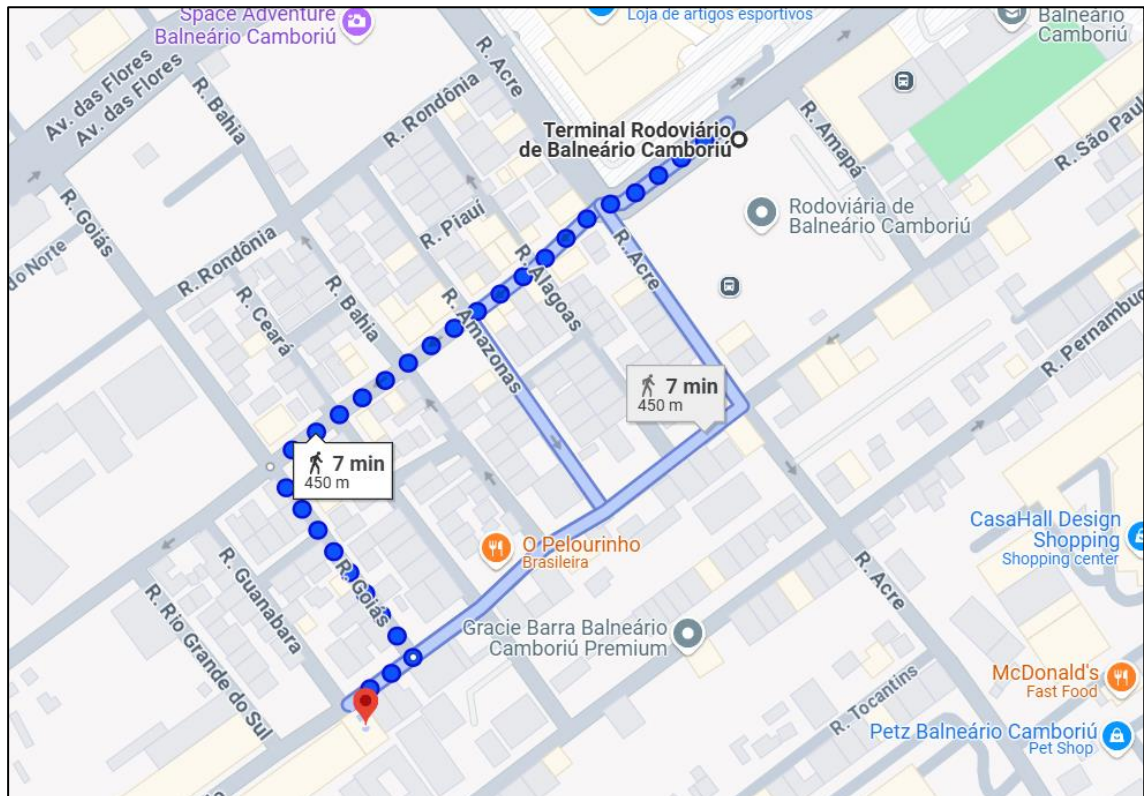 Space Adventure
Balneário Camboriú
Loja de artigos esportivos
Balneário
Camboriú
Av. das Flores
Av. das Flores
R. Bahia
R. Acre
R. Rondônia
Terminal Rodoviário
de Balneário Camboriú
R. Amapá
R. São Pau
R. Goiás
do Norte
R. Rondônia
R. Piauí
R. Alagoas
R. Acre
Rodoviária de
Balneário Camboriú
R. Ceará
R. Bahia
R. Amazonas
R. Pernambuc
7 min
450 m
7 min
450 m
O Pelourinho
Brasileira
CasaHall Design
Shopping
Shopping center
R. Goiás
R. Guanabara
R. Rio Grande do Sul
R. Acre
Gracie Barra Balneário
Camboriú Premium
McDonald's
Fast Food
R. Tocantins
Petz Balneário Camboriú
Pet Shop